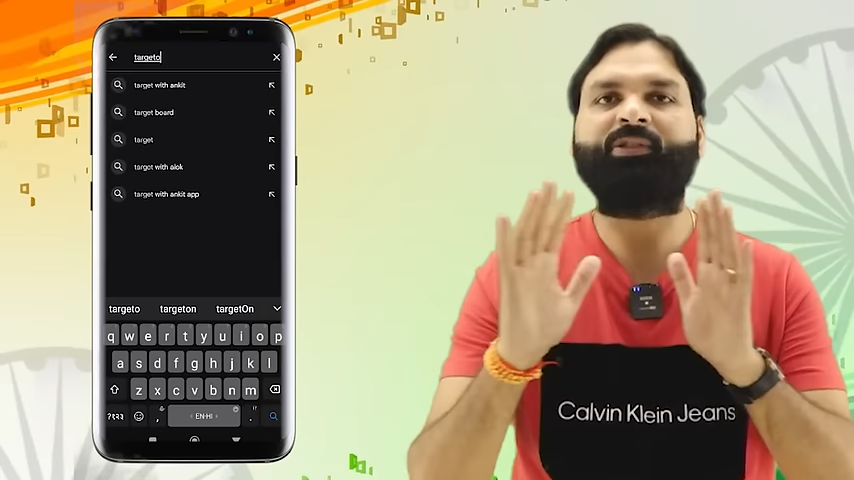 targeto
target with ankit
target board
target
target with alok
target with ankit app
targeto targeton targetOn
q w e r t y u i o p
a s d f g h j k l
z x c v b n m
?१२३ , EN·HI .
Calvin Klein Jeans